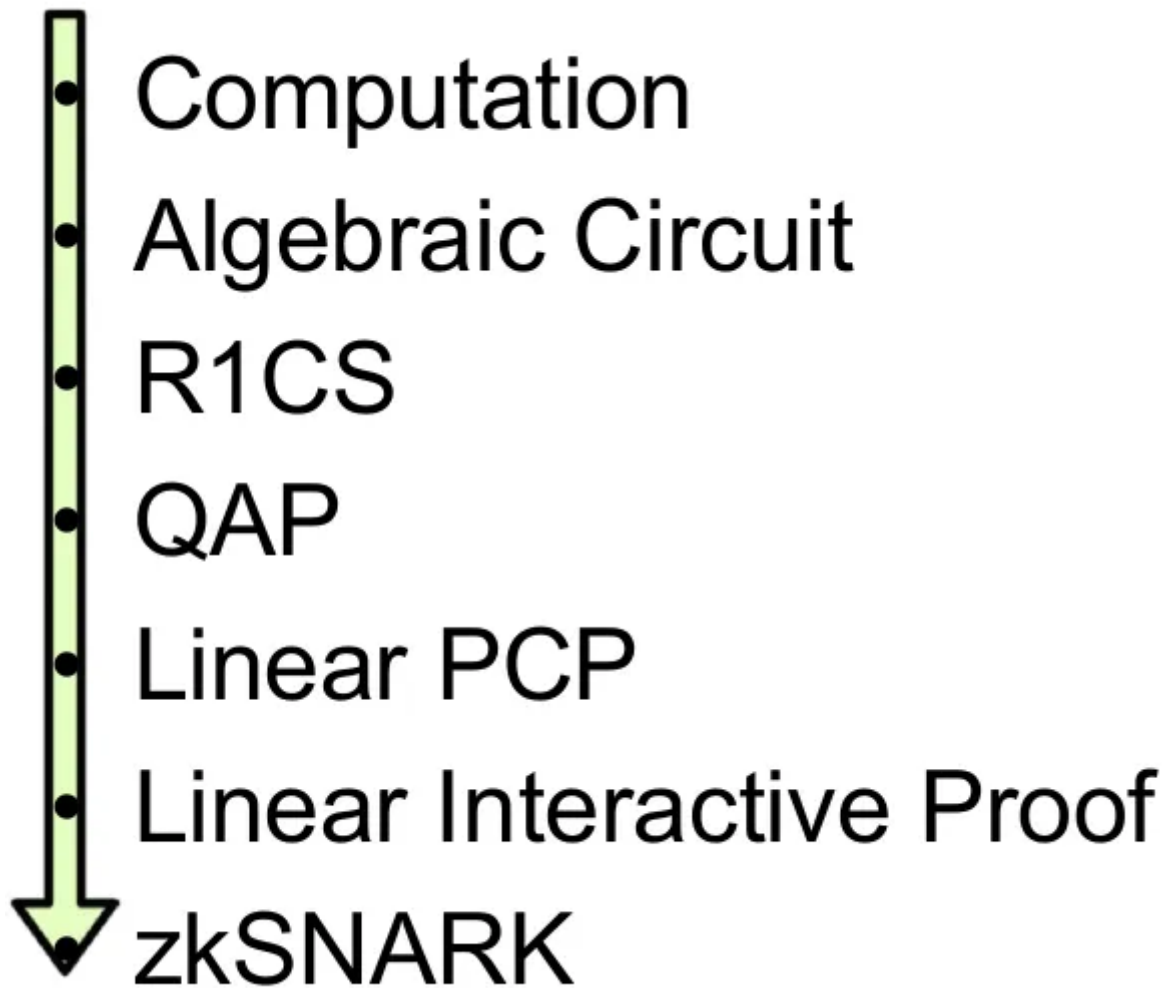 Computation
Algebraic Circuit
R1CS
QAP
Linear PCP
Linear Interactive Proof
zkSNARK